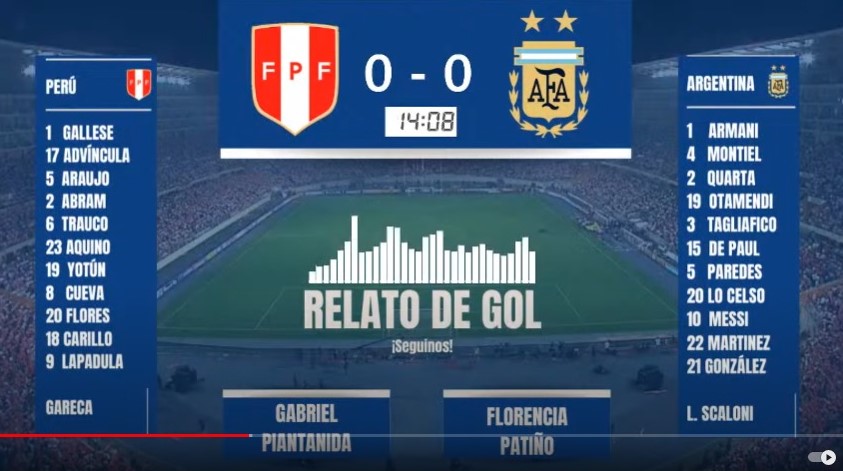 FPF
0 - 0
AFA
14:08
PERÚ
1 GALLESE
17 ADVÍNCULA
5 ARAUJO
2 ABRAM
6 TRAUCO
23 AQUINO
19 YOTÚN
8 CUEVA
20 FLORES
18 CARILLO
9 LAPADULA
GARECA
RELATO DE GOL
¡Seguinos!
GABRIEL
PIANTANIDA
FLORENCIA
PATIÑO
ARGENTINA
1 ARMANI
4 MONTIEL
2 QUARTA
19 OTAMENDI
3 TAGLIAFICO
15 DE PAUL
5 PAREDES
20 LO CELSO
10 MESSI
22 MARTINEZ
21 GONZÁLEZ
L. SCALONI